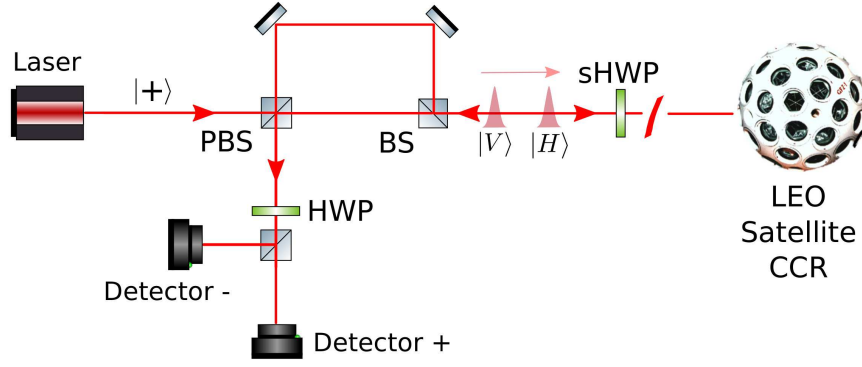 Laser
|+⟩
PBS
BS
|V⟩
|H⟩
sHWP
HWP
Detector -
Detector +
LEO
Satellite
CCR